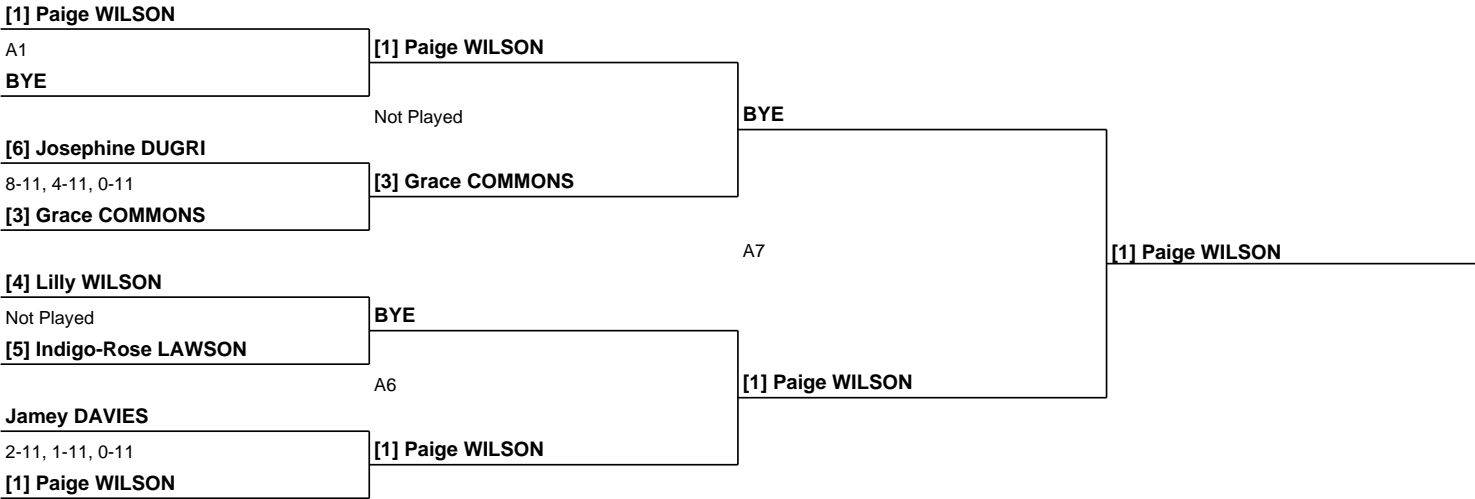 [1] Paige WILSON
A1
[1] Paige WILSON
BYE
Not Played
BYE
[6] Josephine DUGRI
8-11, 4-11, 0-11
[3] Grace COMMONS
[3] Grace COMMONS
A7
[1] Paige WILSON
[4] Lilly WILSON
Not Played
BYE
[5] Indigo-Rose LAWSON
A6
[1] Paige WILSON
Jamey DAVIES
2-11, 1-11, 0-11
[1] Paige WILSON
[1] Paige WILSON